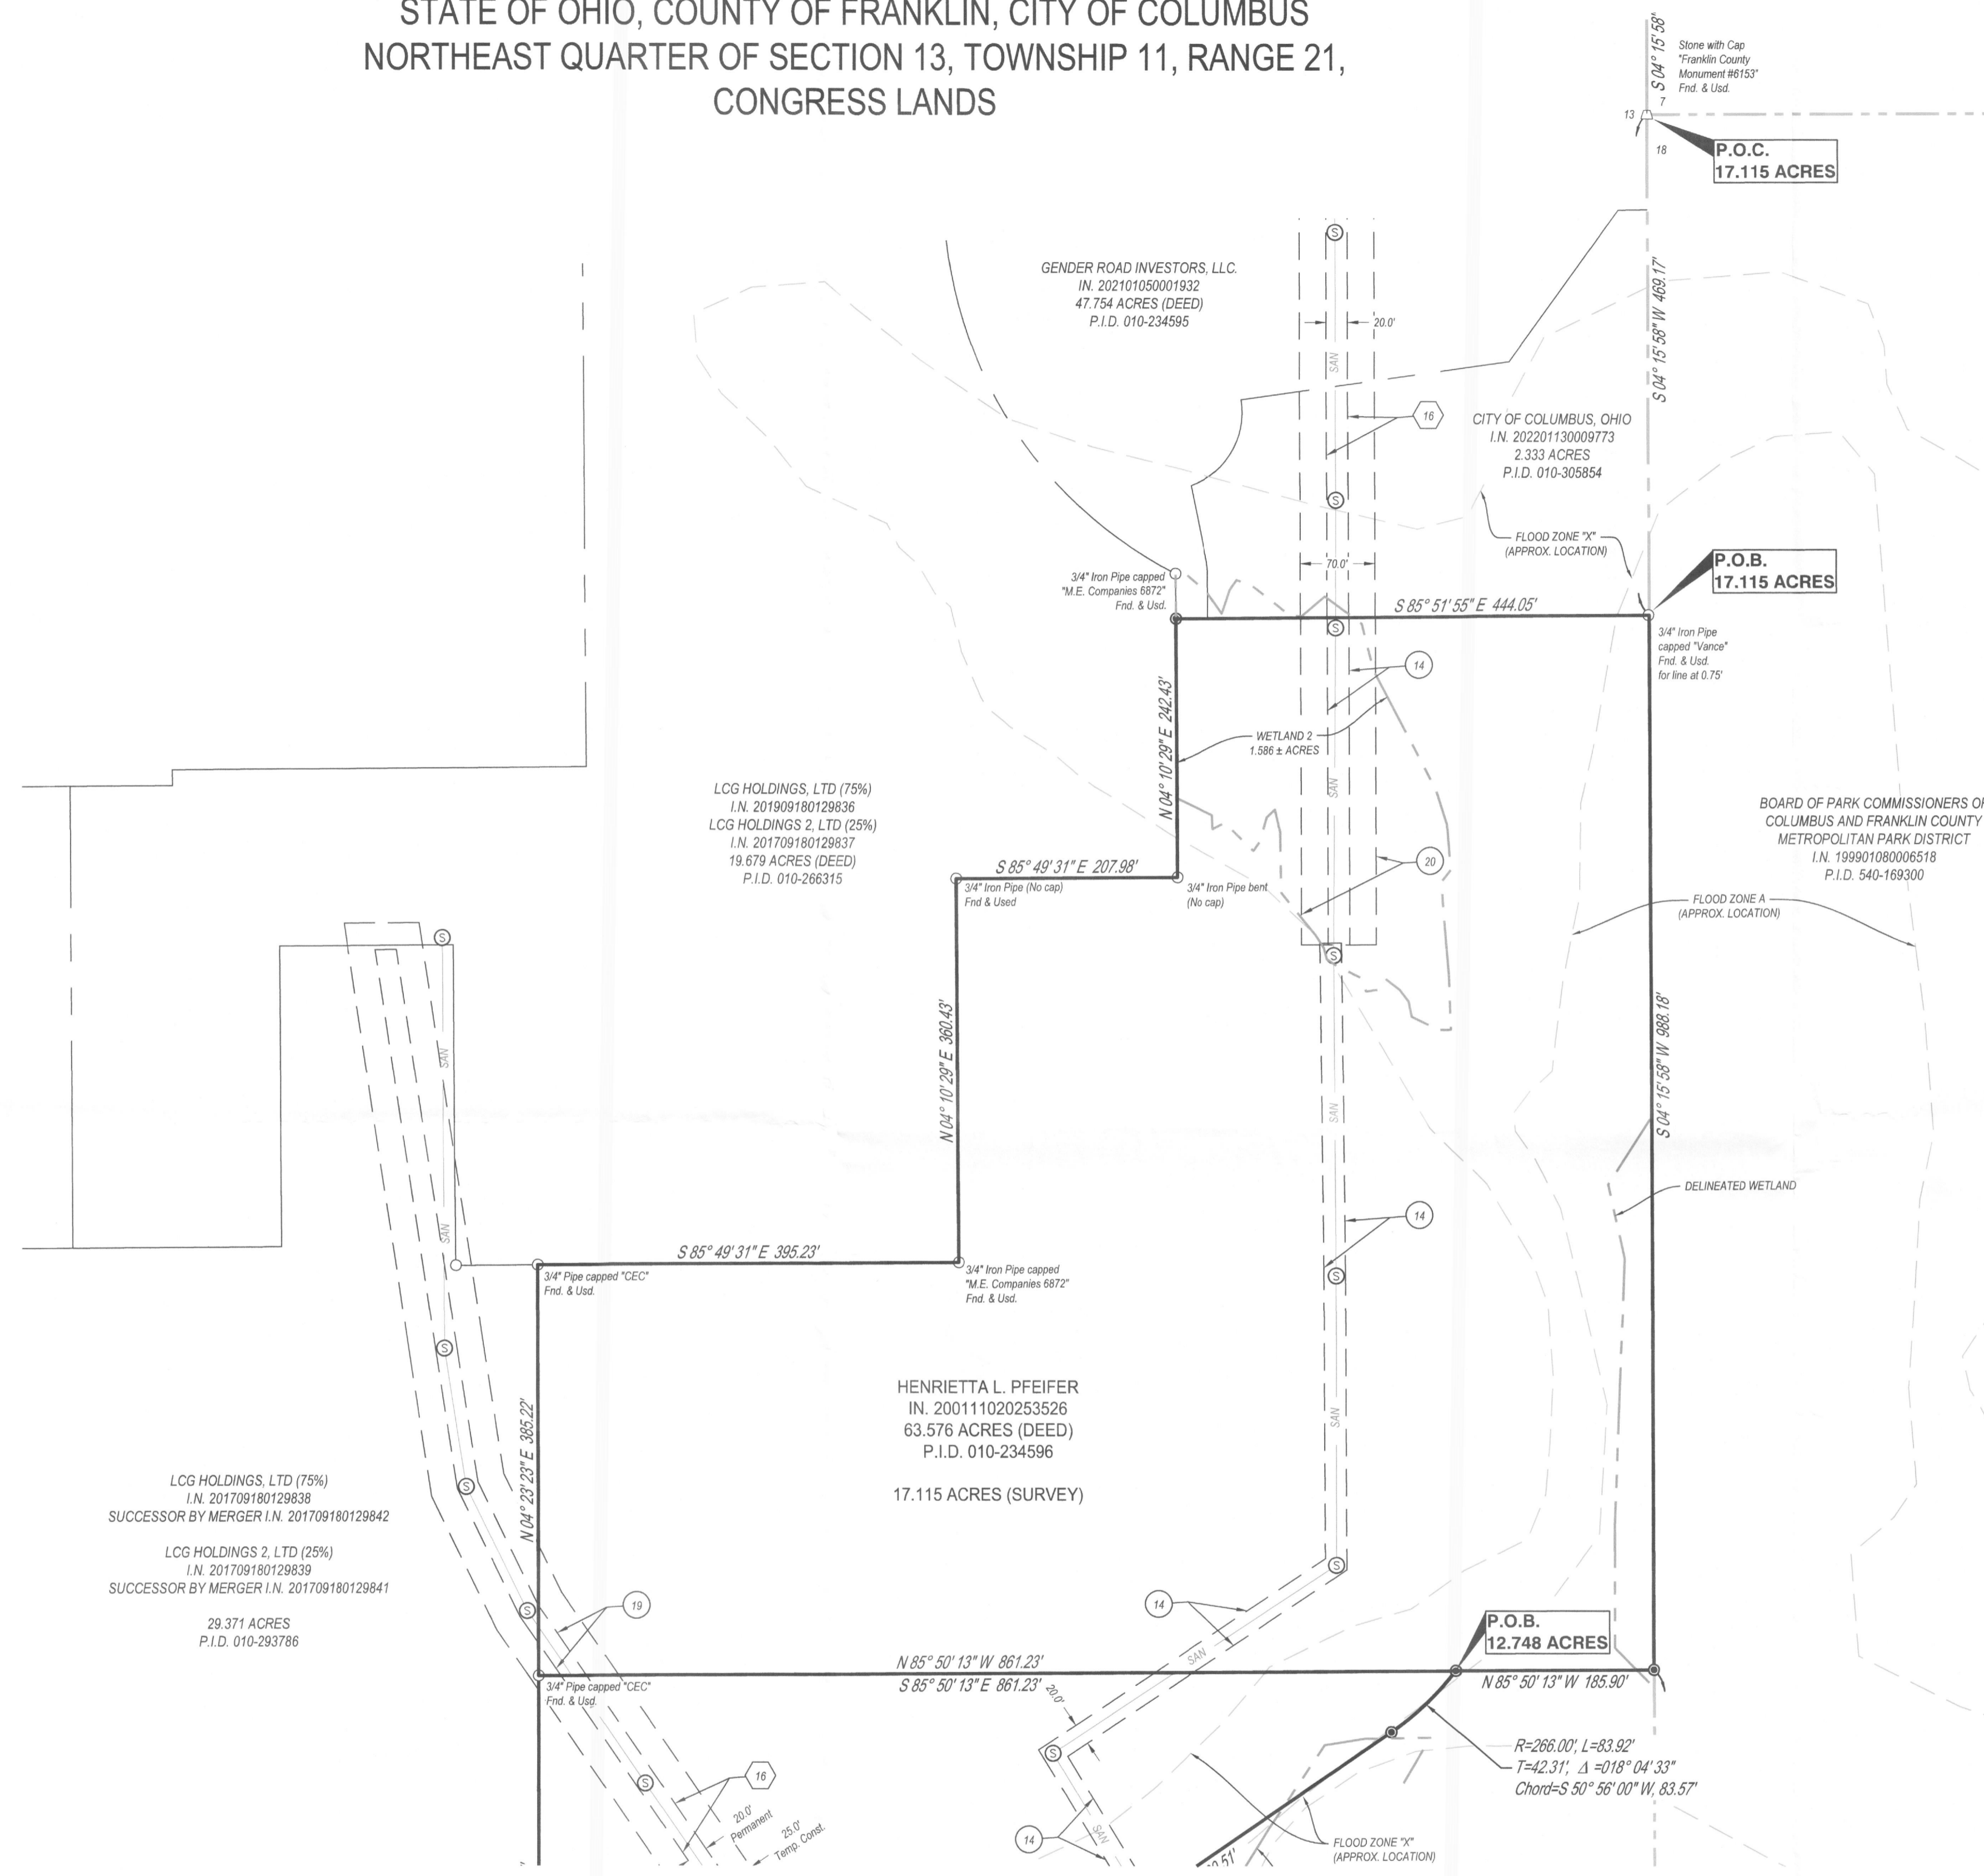 STATE OF OHIO, COUNTY OF FRANKLIN, CITY OF COLUMBUS
NORTHEAST QUARTER OF SECTION 13, TOWNSHIP 11, RANGE 21,
CONGRESS LANDS
S 04° 15' 58"
Stone with Cap
"Franklin County
Monument #6153"
Fnd. & Usd.
7
13
18
P.O.C.
17.115 ACRES
S 04° 15' 58" W 469.17'
GENDER ROAD INVESTORS, LLC.
IN. 202101050001932
47.754 ACRES (DEED)
P.I.D. 010-234595
S
20.0'
SAN
16
CITY OF COLUMBUS, OHIO
I.N. 202201130009773
2.333 ACRES
P.I.D. 010-305854
S
FLOOD ZONE "X"
(APPROX. LOCATION)
70.0'
P.O.B.
17.115 ACRES
3/4" Iron Pipe capped
"M.E. Companies 6872"
Fnd. & Usd.
S 85° 51' 55" E 444.05'
S
3/4" Iron Pipe
capped "Vance"
Fnd. & Usd.
for line at 0.75'
14
N 04° 10' 29" E 242.43'
WETLAND 2
1.586 ± ACRES
SAN
LCG HOLDINGS, LTD (75%)
I.N. 201909180129836
LCG HOLDINGS 2, LTD (25%)
I.N. 201709180129837
19.679 ACRES (DEED)
P.I.D. 010-266315
BOARD OF PARK COMMISSIONERS OF
COLUMBUS AND FRANKLIN COUNTY
METROPOLITAN PARK DISTRICT
I.N. 199901080006518
P.I.D. 540-169300
20
S 85° 49' 31" E 207.98'
3/4" Iron Pipe (No cap)
Fnd & Used
3/4" Iron Pipe bent
(No cap)
FLOOD ZONE A
(APPROX. LOCATION)
S
S
SAN
N 04° 10' 29" E 360.43'
SAN
S 04° 15' 58" W 988.18'
DELINEATED WETLAND
14
SAN
S 85° 49' 31" E 395.23'
3/4" Pipe capped "CEC"
Fnd. & Usd.
3/4" Iron Pipe capped
"M.E. Companies 6872"
Fnd. & Usd.
S
S
HENRIETTA L. PFEIFER
IN. 200111020253526
63.576 ACRES (DEED)
P.I.D. 010-234596
17.115 ACRES (SURVEY)
SAN
N 04° 23' 23" E 385.22'
LCG HOLDINGS, LTD (75%)
I.N. 201709180129838
SUCCESSOR BY MERGER I.N. 201709180129842
LCG HOLDINGS 2, LTD (25%)
I.N. 201709180129839
SUCCESSOR BY MERGER I.N. 201709180129841
29.371 ACRES
P.I.D. 010-293786
S
S
S
19
14
P.O.B.
12.748 ACRES
SAN
N 85° 50' 13" W 861.23'
S 85° 50' 13" E 861.23'
N 85° 50' 13" W 185.90'
3/4" Pipe capped "CEC"
Fnd. & Usd.
20.0'
S
R=266.00', L=83.92'
T=42.31', Δ =018° 04' 33"
Chord=S 50° 56' 00" W, 83.57'
S
16
20.0'
Permanent
25.0'
Temp. Const.
14
SAN
FLOOD ZONE "X"
(APPROX. LOCATION)